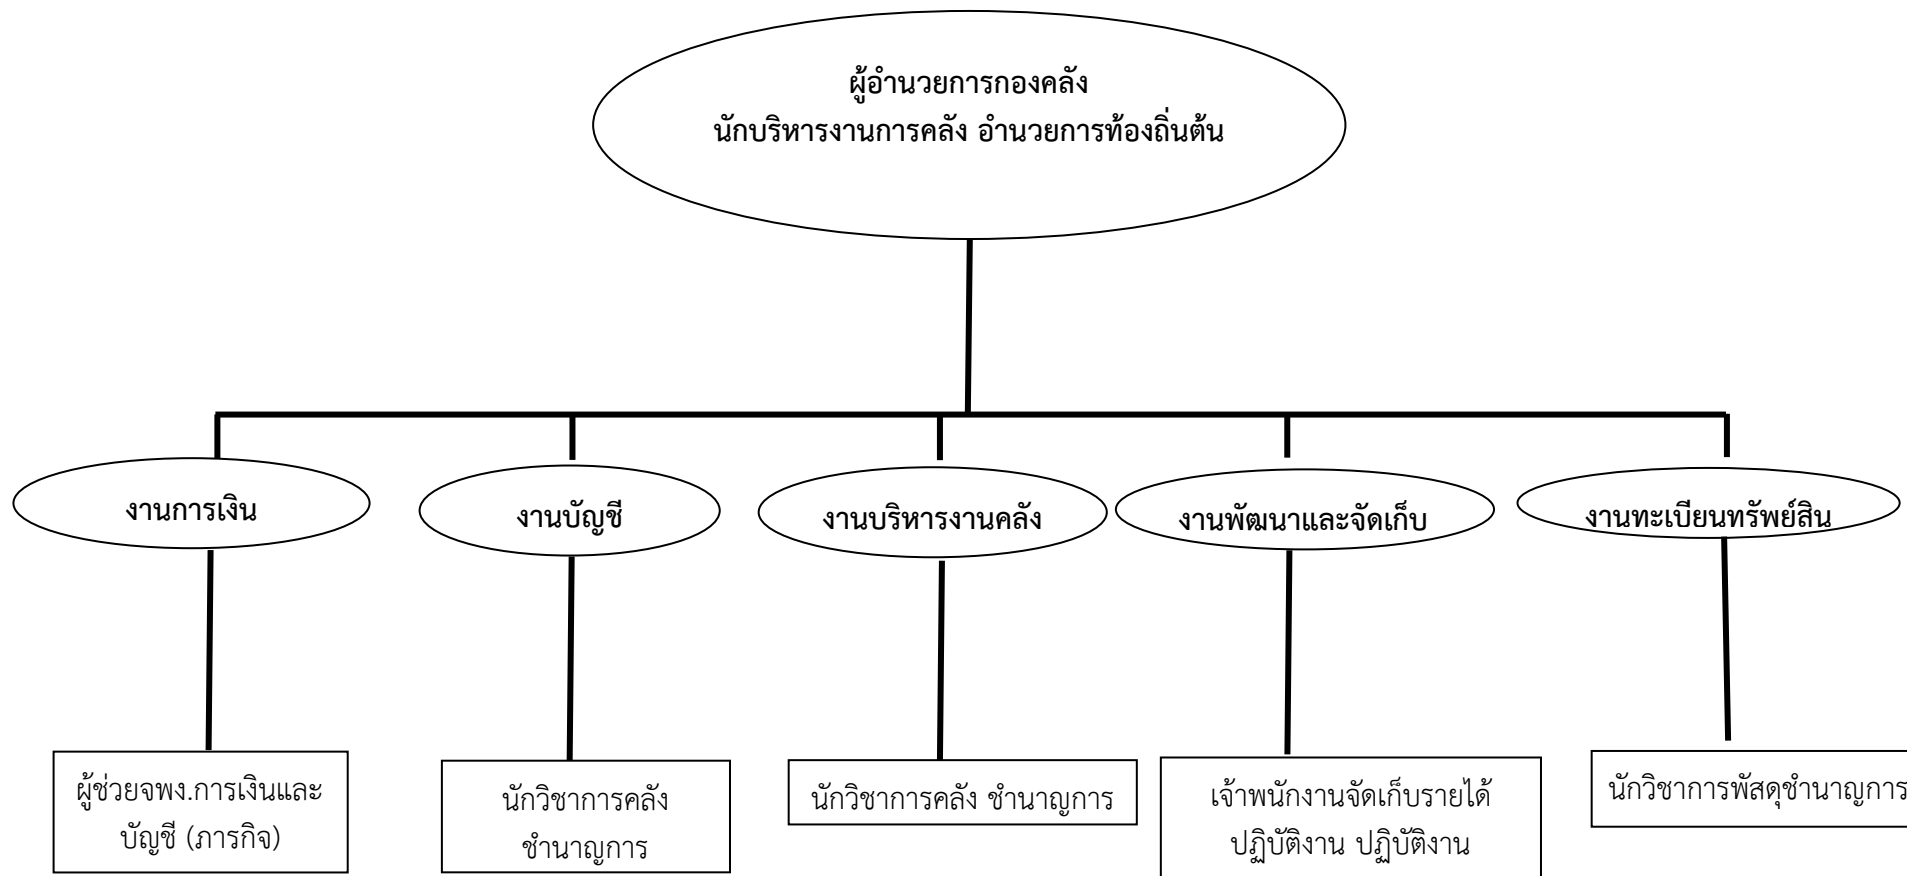 ผู้อำนวยการกองคลัง
นักบริหารงานการคลัง อำนวยการท้องถิ่นต้น
งานการเงิน
งานบัญชี
งานบริหารงานคลัง
งานพัฒนาและจัดเก็บ
งานทะเบียนทรัพย์สิน
ผู้ช่วยจพง.การเงินและ
บัญชี (ภารกิจ)
นักวิชาการคลัง
ชำนาญการ
นักวิชาการคลัง ชำนาญการ
เจ้าพนักงานจัดเก็บรายได้
ปฏิบัติงาน ปฏิบัติงาน
นักวิชาการพัสดุชำนาญการ